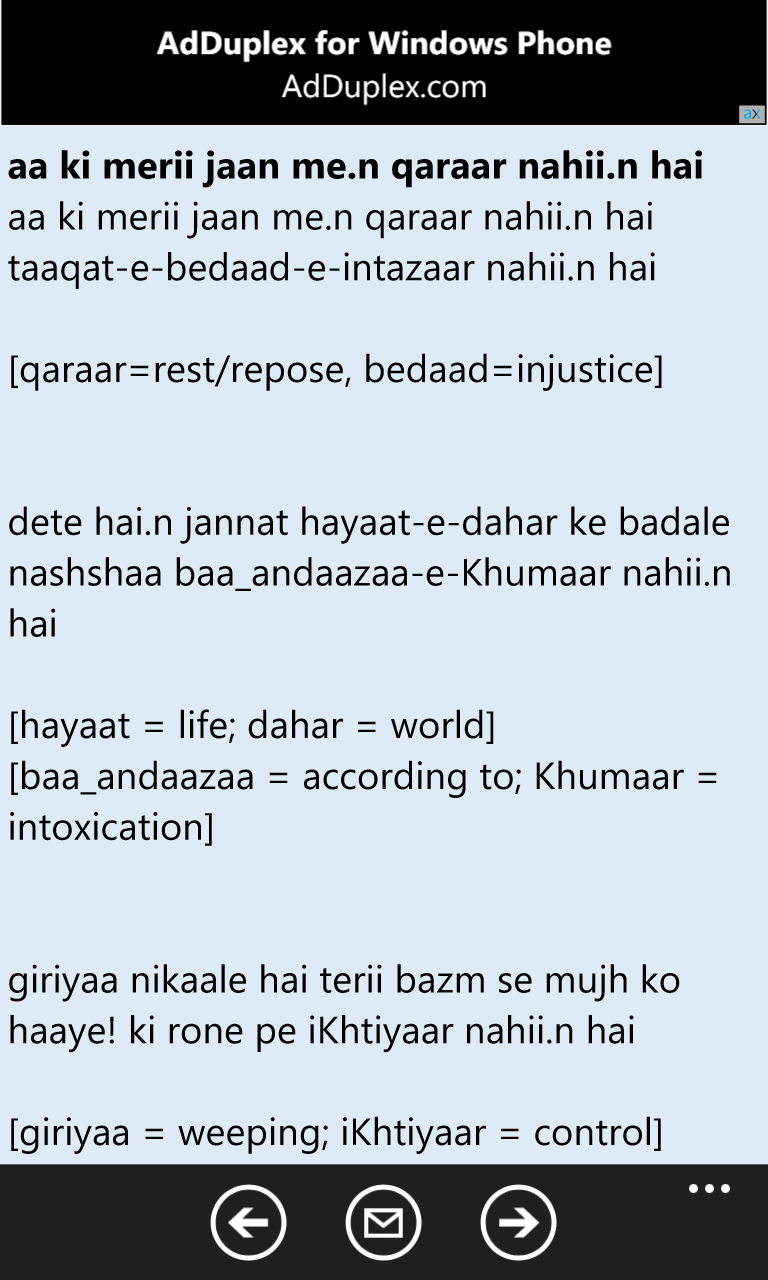 AdDuplex for Windows Phone
AdDuplex.com
ax
aa ki merii jaan me.n qaraar nahii.n hai
aa ki merii jaan me.n qaraar nahii.n hai
taaqat-e-bedaad-e-intazaar nahii.n hai
[qaraar=rest/repose, bedaad=injustice]
dete hai.n jannat hayaat-e-dahar ke badale
nashshaa baa_andaazaa-e-Khumaar nahii.n
hai
[hayaat = life; dahar = world]
[baa_andaazaa = according to; Khumaar =
intoxication]
giriyaa nikaale hai terii bazm se mujh ko
haaye! ki rone pe iKhtiyaar nahii.n hai
[giriyaa = weeping; iKhtiyaar = control]